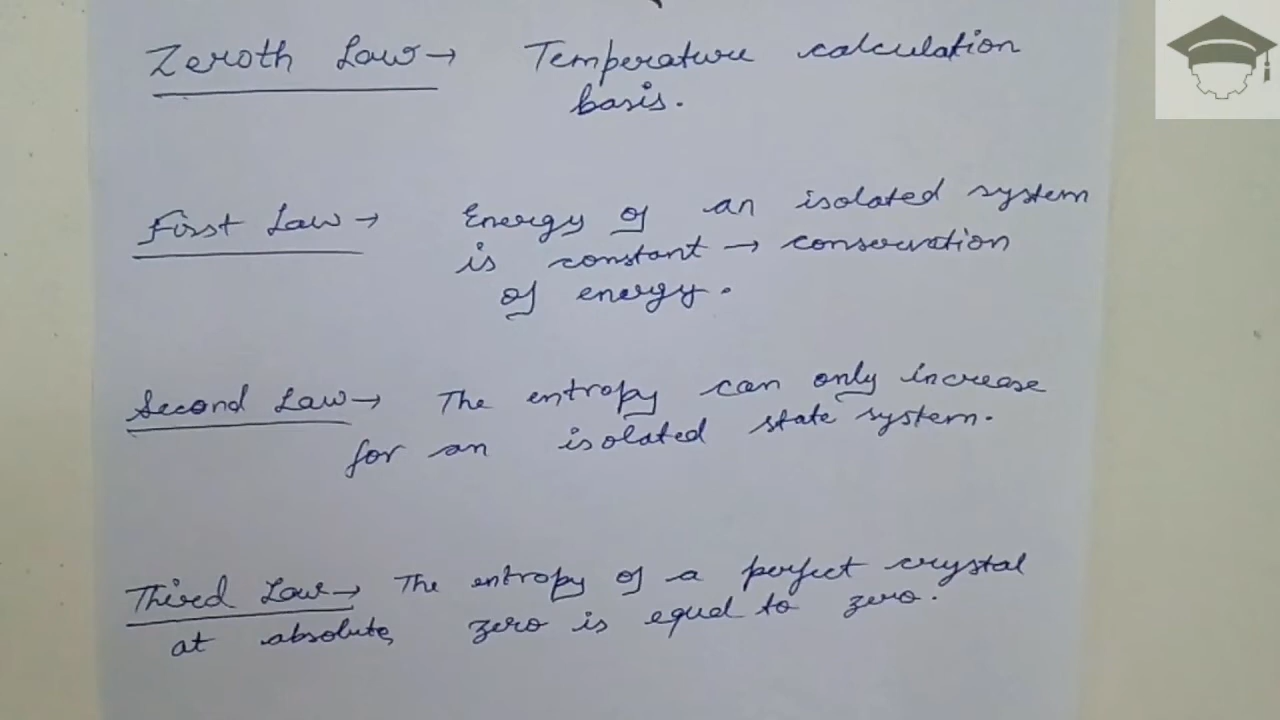 Zeroth Law → Temperature calculation
basis.
First Law → Energy of an isolated system
is constant → conservation
of energy.
Second Law → The entropy can only increase
for an isolated state system.
Third Law → The entropy of a perfect crystal
at absolute zero is equal to zero.